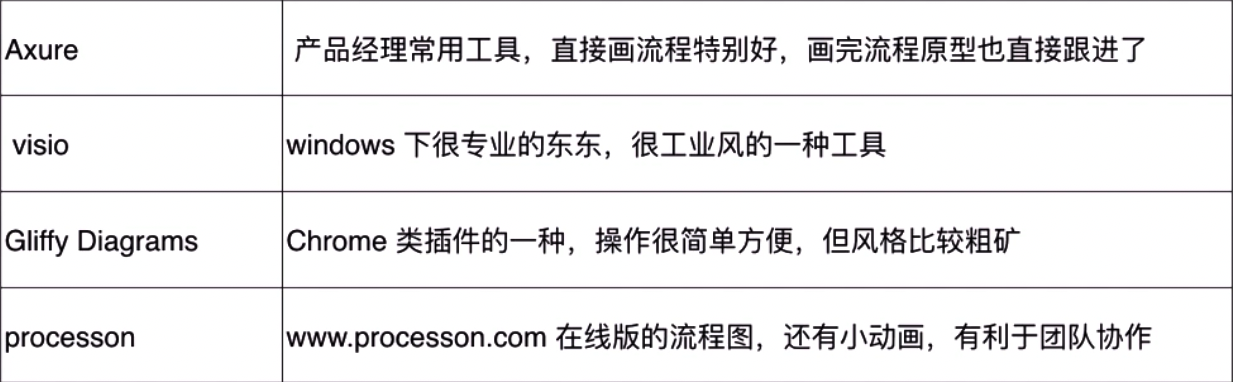 Axure 产品经理常用工具，直接画流程特别好，画完流程原型也直接跟进了
visio windows 下很专业的东东，很工业风的一种工具
Gliffy Diagrams Chrome 类插件的一种，操作很简单方便，但风格比较粗矿
processon www.processon.com 在线版的流程图，还有小动画，有利于团队协作